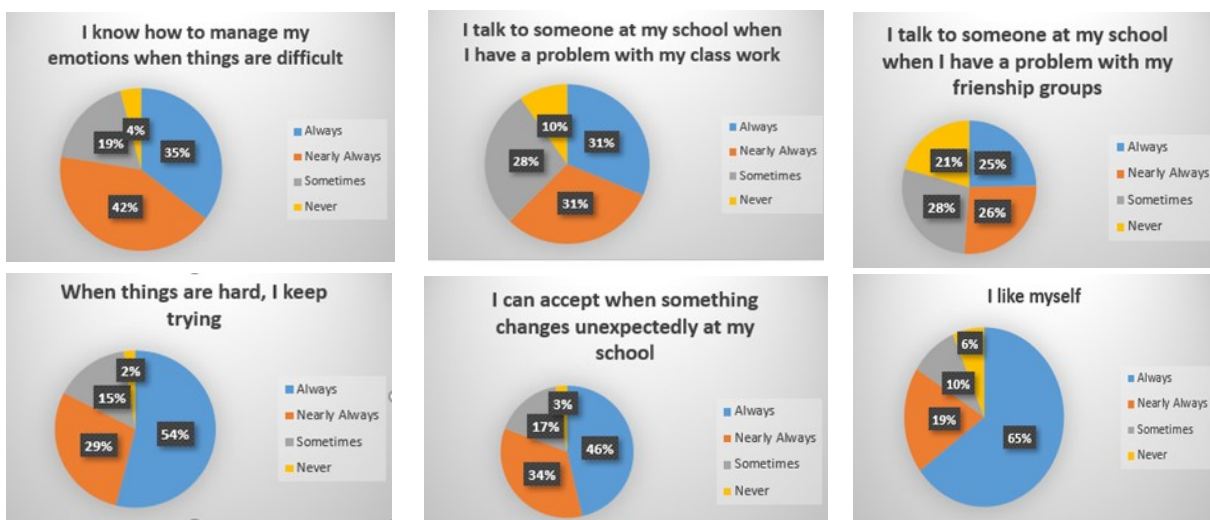 I know how to manage my
emotions when things are difficult
4%
19%
35%
42%
Always
Nearly Always
Sometimes
Never
I talk to someone at my school when
I have a problem with my class work
10%
31%
28%
31%
Always
Nearly Always
Sometimes
Never
I talk to someone at my school
when I have a problem with my
frienship groups
21%
25%
28%
26%
Always
Nearly Always
Sometimes
Never
When things are hard, I keep
trying
2%
15%
29%
54%
Always
Nearly Always
Sometimes
Never
I can accept when something
changes unexpectedly at my
school
3%
17%
46%
34%
Always
Nearly Always
Sometimes
Never
I like myself
6%
10%
19%
65%
Always
Nearly Always
Sometimes
Never